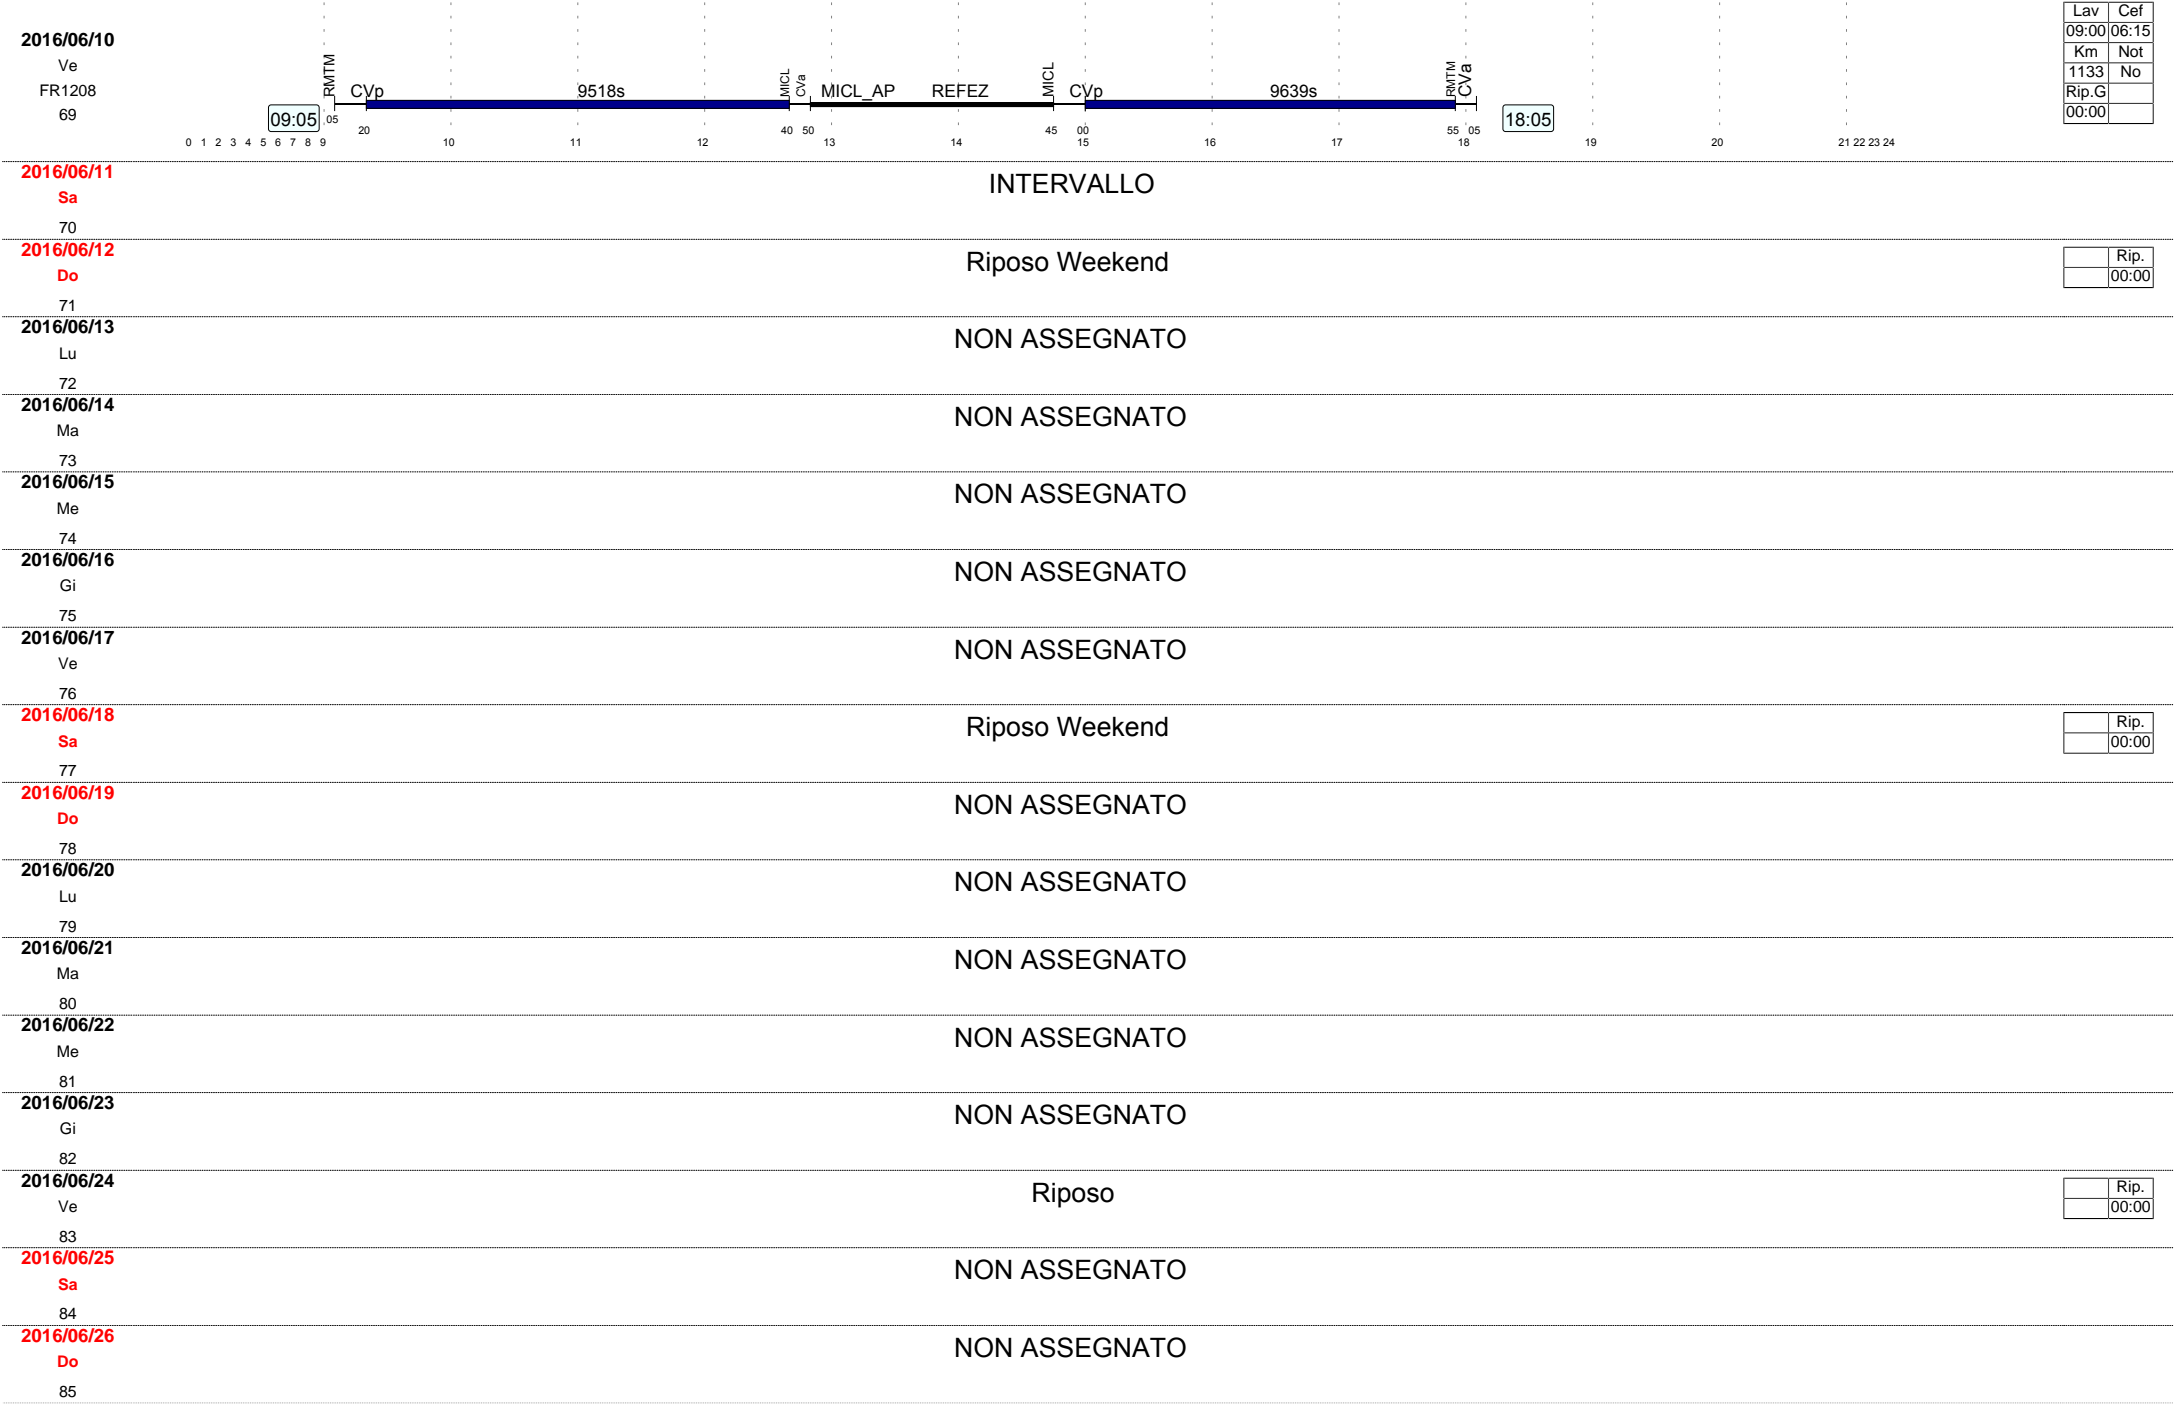 2016/06/10
Ve
FR1208
69
09:05
RMTM
05
CVp
20
9518s
MICL
40
CVa
50
MICL_AP
REFEZ
MICL
45
CVp
00
9639s
RMTM
55
CVa
05
18:05
0 1 2 3 4 5 6 7 8 9 10 11 12 13 14 15 16 17 18 19 20 21 22 23 24
Lav Cef
09:00 06:15
Km Not
1133 No
Rip.G
00:00
2016/06/11
Sa
70
INTERVALLO
2016/06/12
Do
71
Riposo Weekend
Rip.
00:00
2016/06/13
Lu
72
NON ASSEGNATO
2016/06/14
Ma
73
NON ASSEGNATO
2016/06/15
Me
74
NON ASSEGNATO
2016/06/16
Gi
75
NON ASSEGNATO
2016/06/17
Ve
76
NON ASSEGNATO
2016/06/18
Sa
77
Riposo Weekend
Rip.
00:00
2016/06/19
Do
78
NON ASSEGNATO
2016/06/20
Lu
79
NON ASSEGNATO
2016/06/21
Ma
80
NON ASSEGNATO
2016/06/22
Me
81
NON ASSEGNATO
2016/06/23
Gi
82
NON ASSEGNATO
2016/06/24
Ve
83
Riposo
Rip.
00:00
2016/06/25
Sa
84
NON ASSEGNATO
2016/06/26
Do
85
NON ASSEGNATO